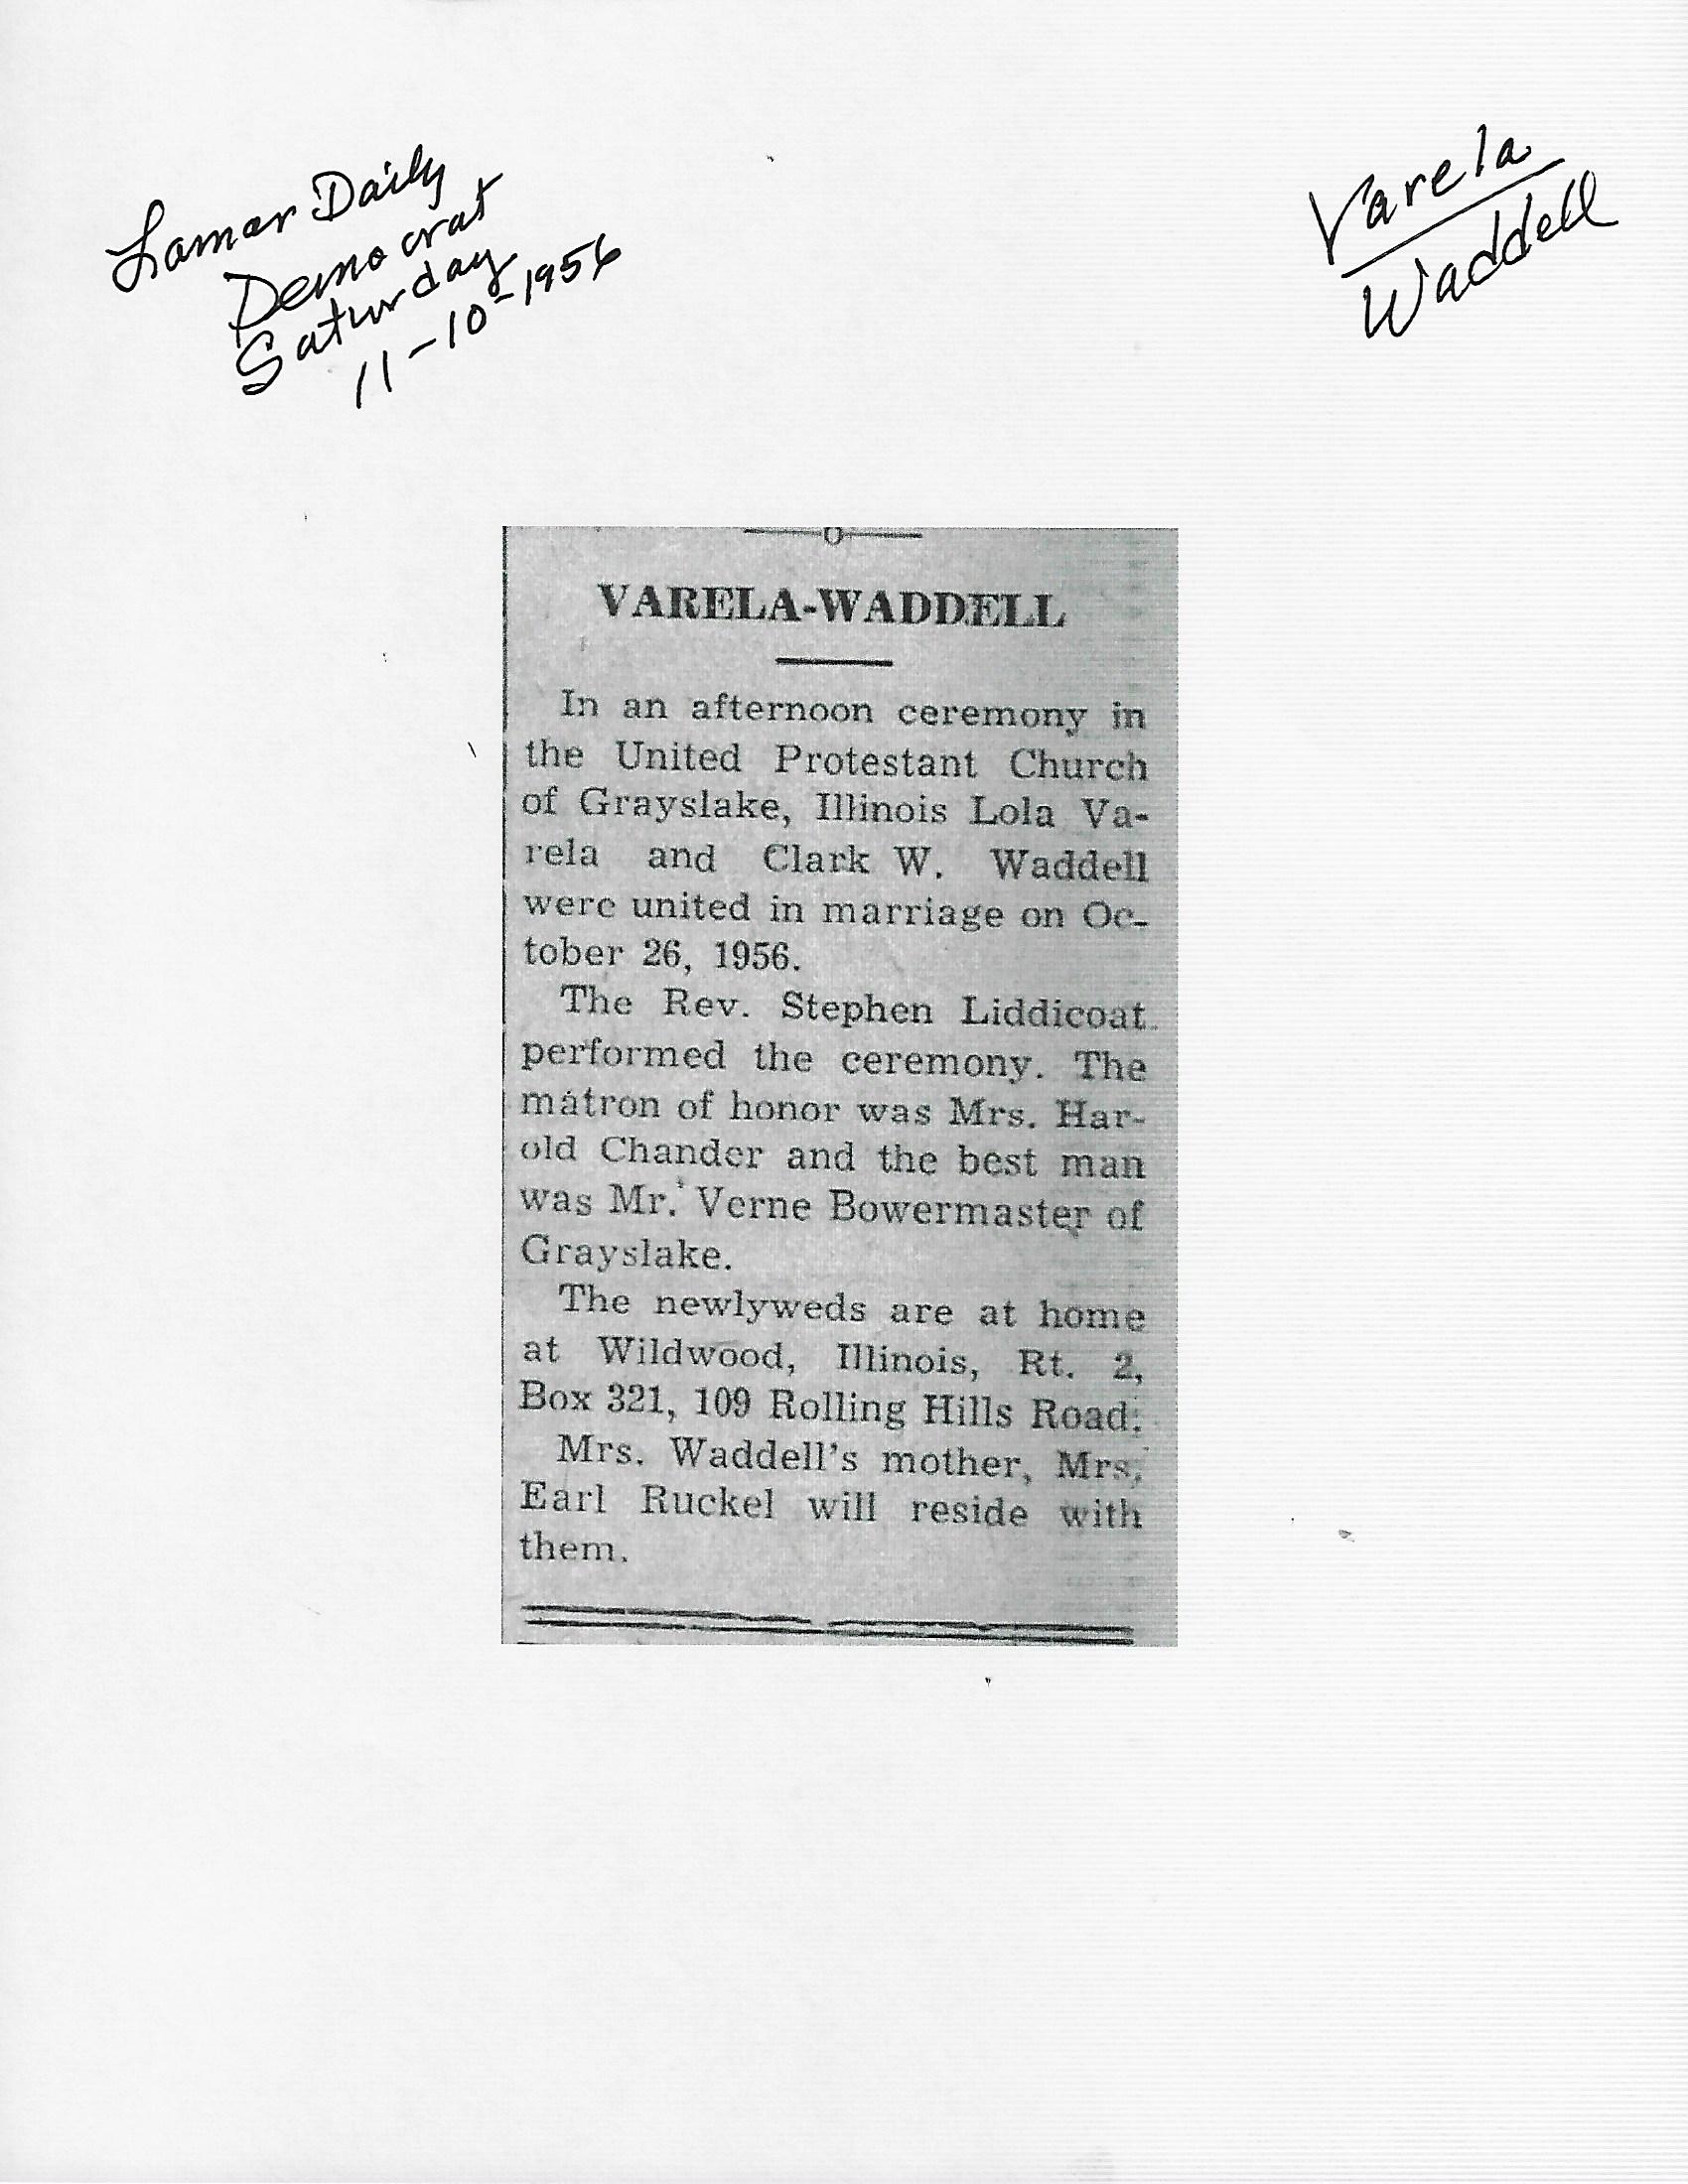 Lamar Daily
Democrat
Saturday
11-10-1956
Varela
Waddell
VARELA-WADDELL
In an afternoon ceremony in
the United Protestant Church
of Grayslake, Illinois Lola Va-
rela and Clark W. Waddell
were united in marriage on Oc-
tober 26, 1956.
The Rev. Stephen Liddicoat
performed the ceremony. The
matron of honor was Mrs. Har-
old Chander and the best man
was Mr. Verne Bowermaster of
Grayslake.
The newlyweds are at home
at Wildwood, Illinois, Rt. 2,
Box 321, 109 Rolling Hills Road.
Mrs. Waddell's mother, Mrs.
Earl Ruckel will reside with
them.